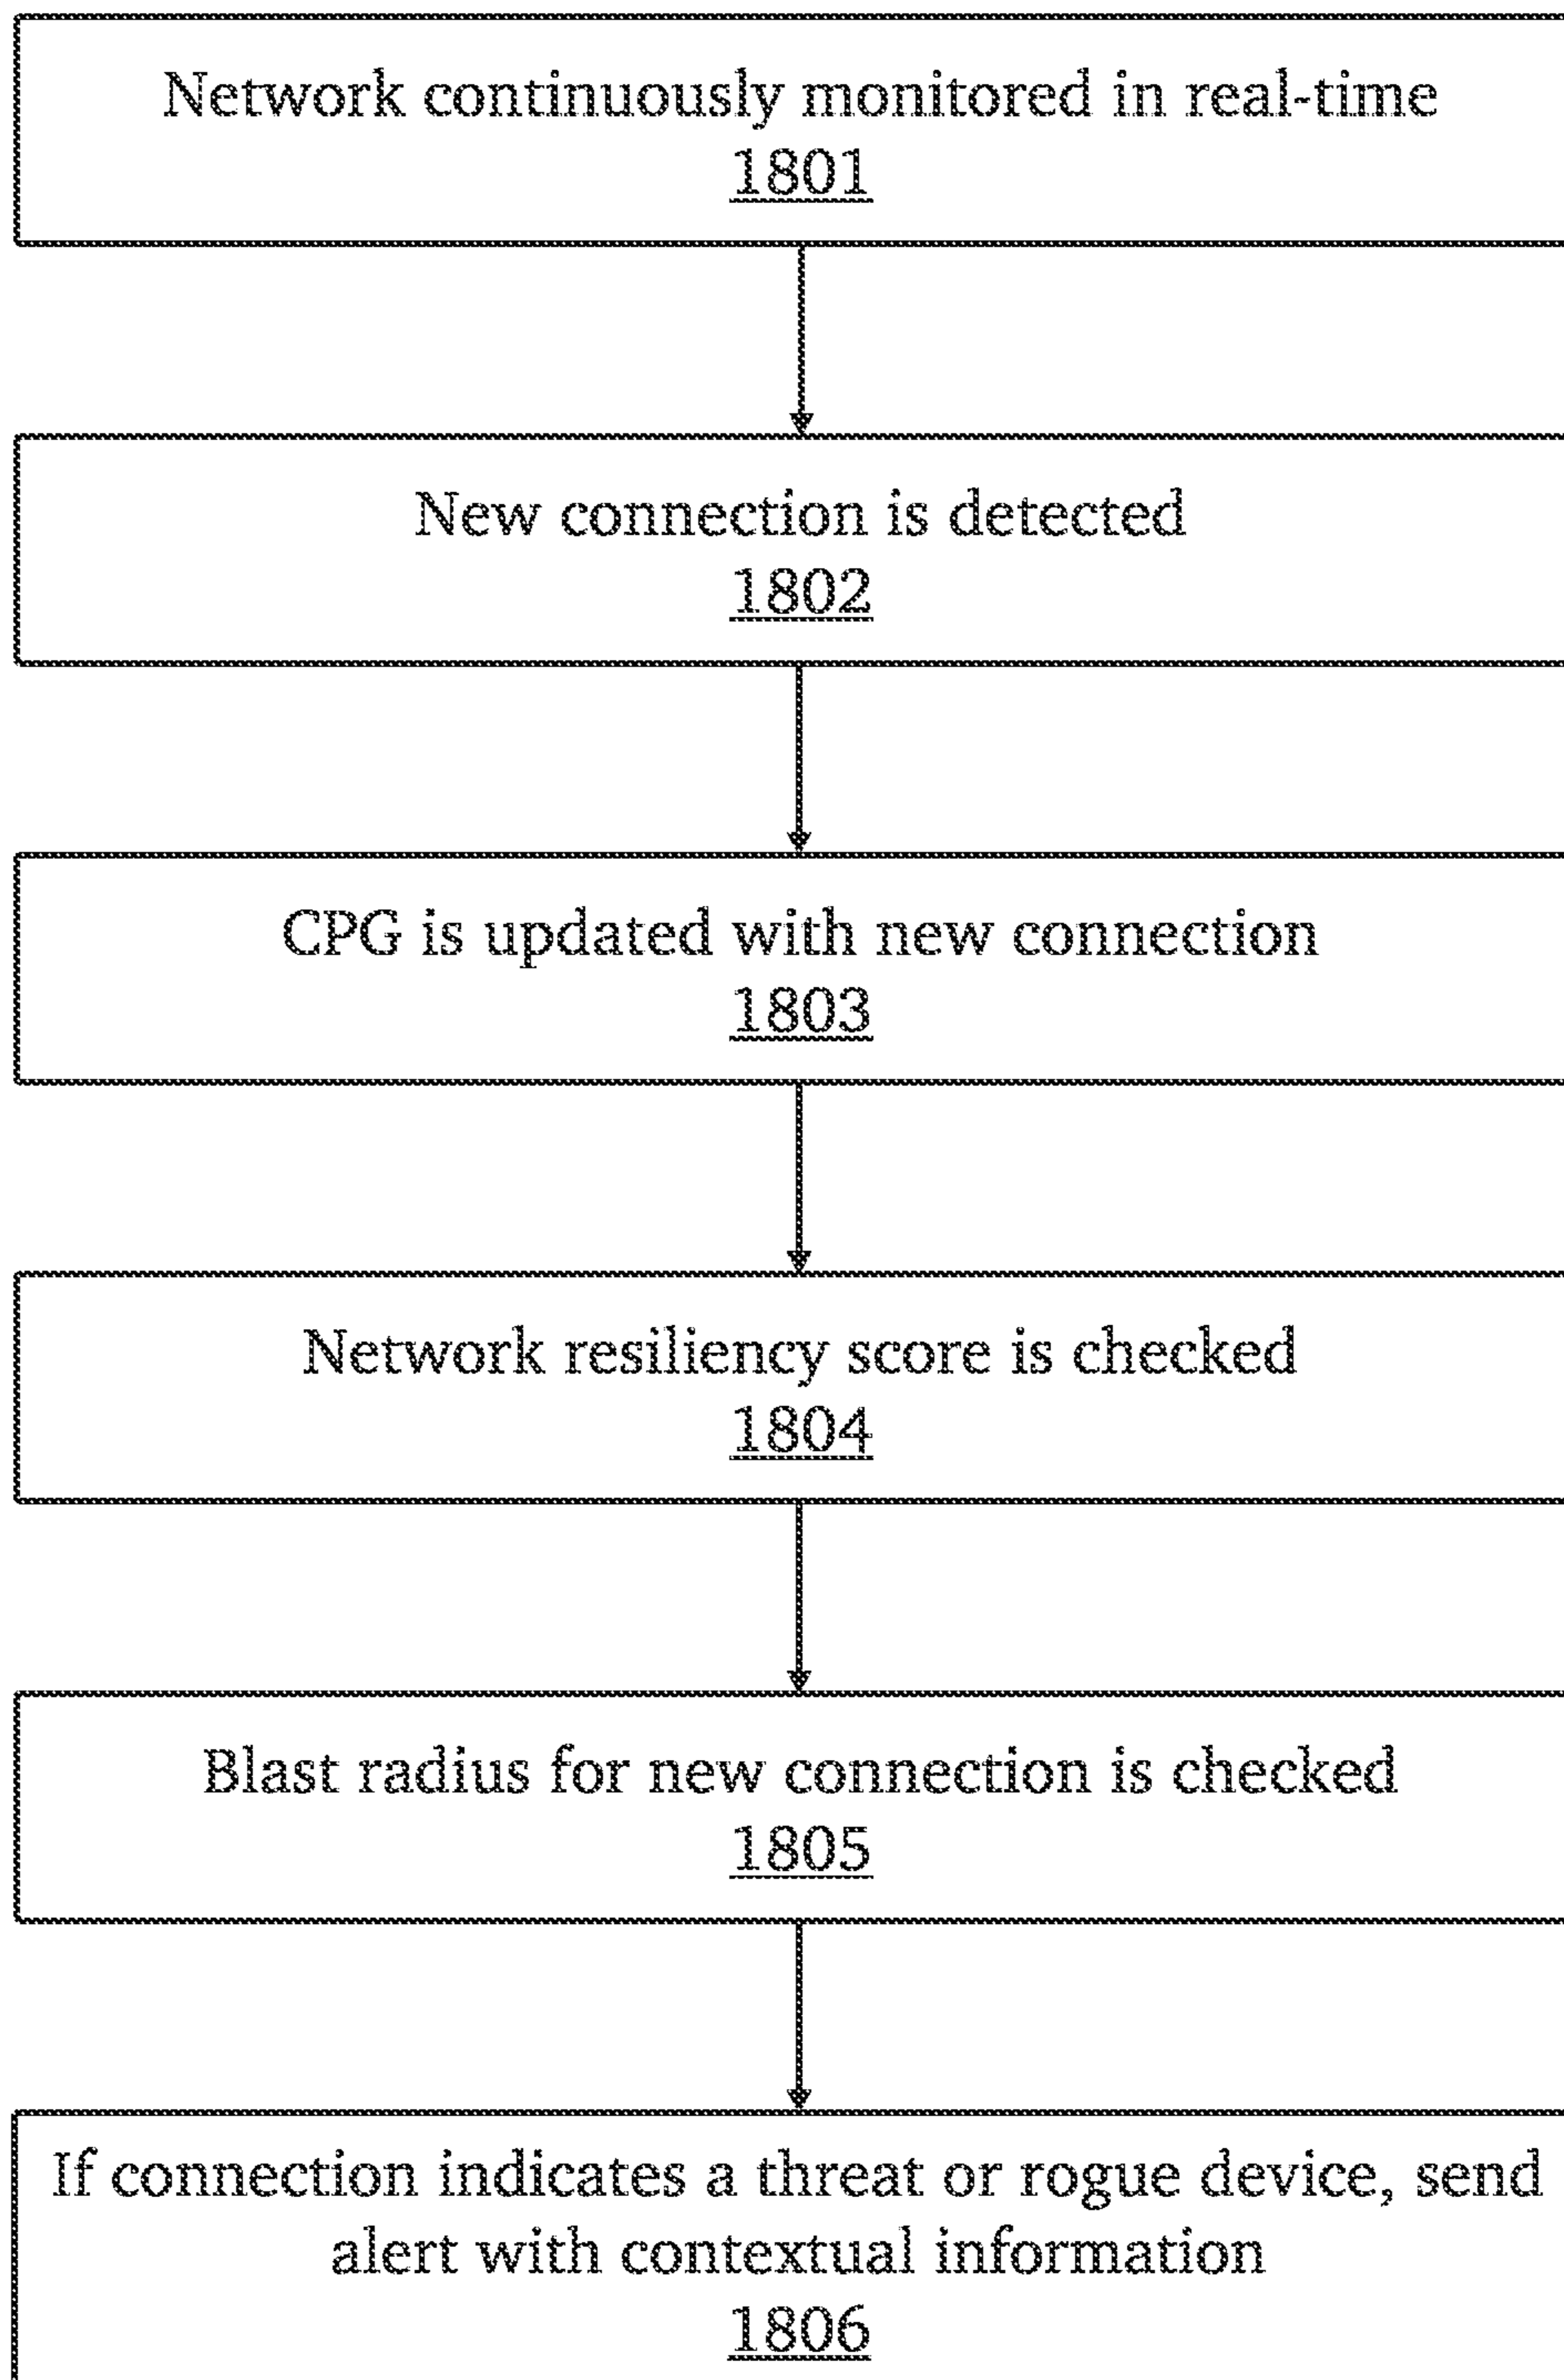 Network continuously monitored in real-time
1801
New connection is detected
1802
CPG is updated with new connection
1803
Network resiliency score is checked
1804
Blast radius for new connection is checked
1805
If connection indicates a threat or rogue device, send
alert with contextual information
1806